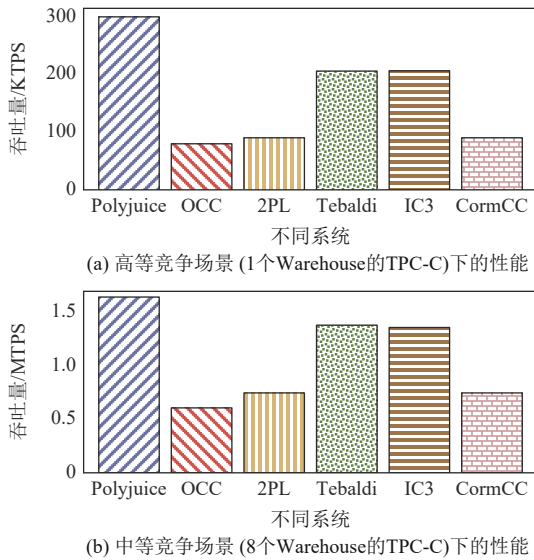 300
200
100
0
吞吐量/KTPS
Polyjuice OCC 2PL Tebaldi IC3 CormCC
不同系统
(a) 高等竞争场景 (1个Warehouse的TPC-C)下的性能
1.5
1.0
0.5
0
吞吐量/MTPS
Polyjuice OCC 2PL Tebaldi IC3 CormCC
不同系统
(b) 中等竞争场景 (8个Warehouse的TPC-C)下的性能